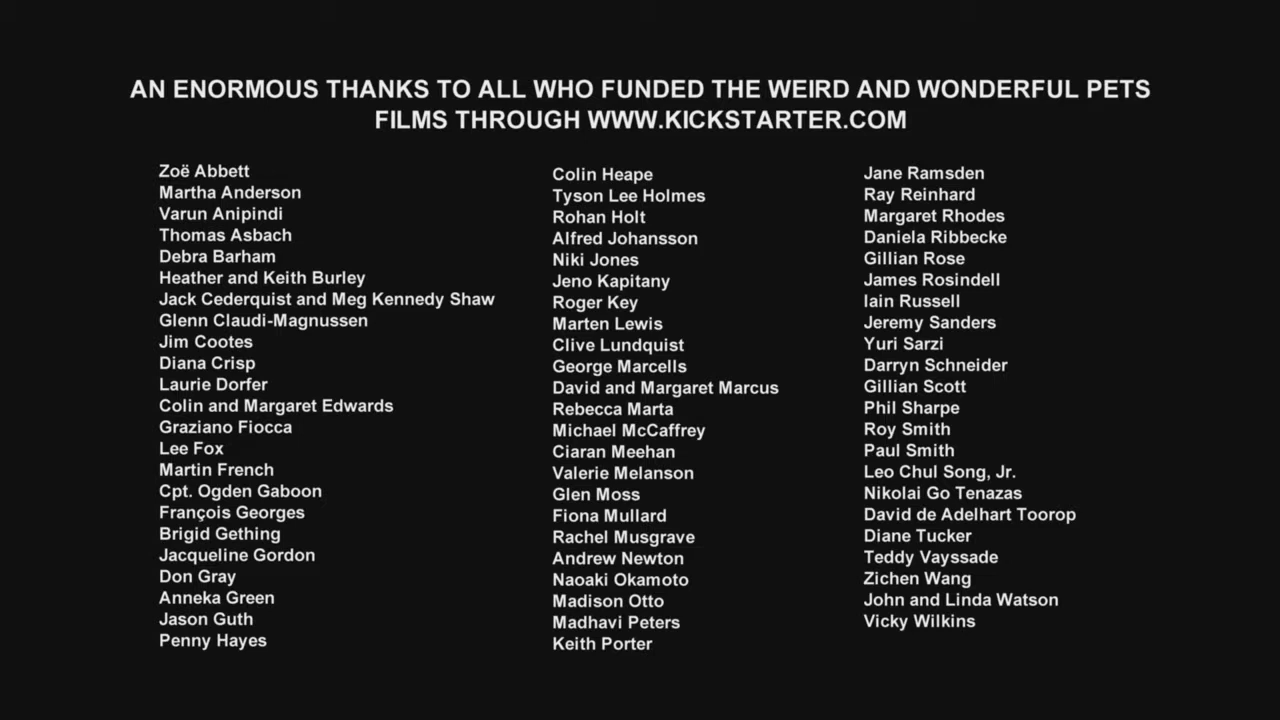 AN ENORMOUS THANKS TO ALL WHO FUNDED THE WEIRD AND WONDERFUL PETS
FILMS THROUGH WWW.KICKSTARTER.COM
Zoë Abbett
Martha Anderson
Varun Anipindi
Thomas Asbach
Debra Barham
Heather and Keith Burley
Jack Cederquist and Meg Kennedy Shaw
Glenn Claudi-Magnussen
Jim Cootes
Diana Crisp
Laurie Dorfer
Colin and Margaret Edwards
Graziano Fiocca
Lee Fox
Martin French
Cpt. Ogden Gaboon
François Georges
Brigid Gething
Jacqueline Gordon
Don Gray
Anneka Green
Jason Guth
Penny Hayes
Colin Heape
Tyson Lee Holmes
Rohan Holt
Alfred Johansson
Niki Jones
Jeno Kapitany
Roger Key
Marten Lewis
Clive Lundquist
George Marcells
David and Margaret Marcus
Rebecca Marta
Michael McCaffrey
Ciaran Meehan
Valerie Melanson
Glen Moss
Fiona Mullard
Rachel Musgrave
Andrew Newton
Naoaki Okamoto
Madison Otto
Madhavi Peters
Keith Porter
Jane Ramsden
Ray Reinhard
Margaret Rhodes
Daniela Ribbecke
Gillian Rose
James Rosindell
Iain Russell
Jeremy Sanders
Yuri Sarzi
Darryn Schneider
Gillian Scott
Phil Sharpe
Roy Smith
Paul Smith
Leo Chul Song, Jr.
Nikolai Go Tenazas
David de Adelhart Toorop
Diane Tucker
Teddy Vayssade
Zichen Wang
John and Linda Watson
Vicky Wilkins